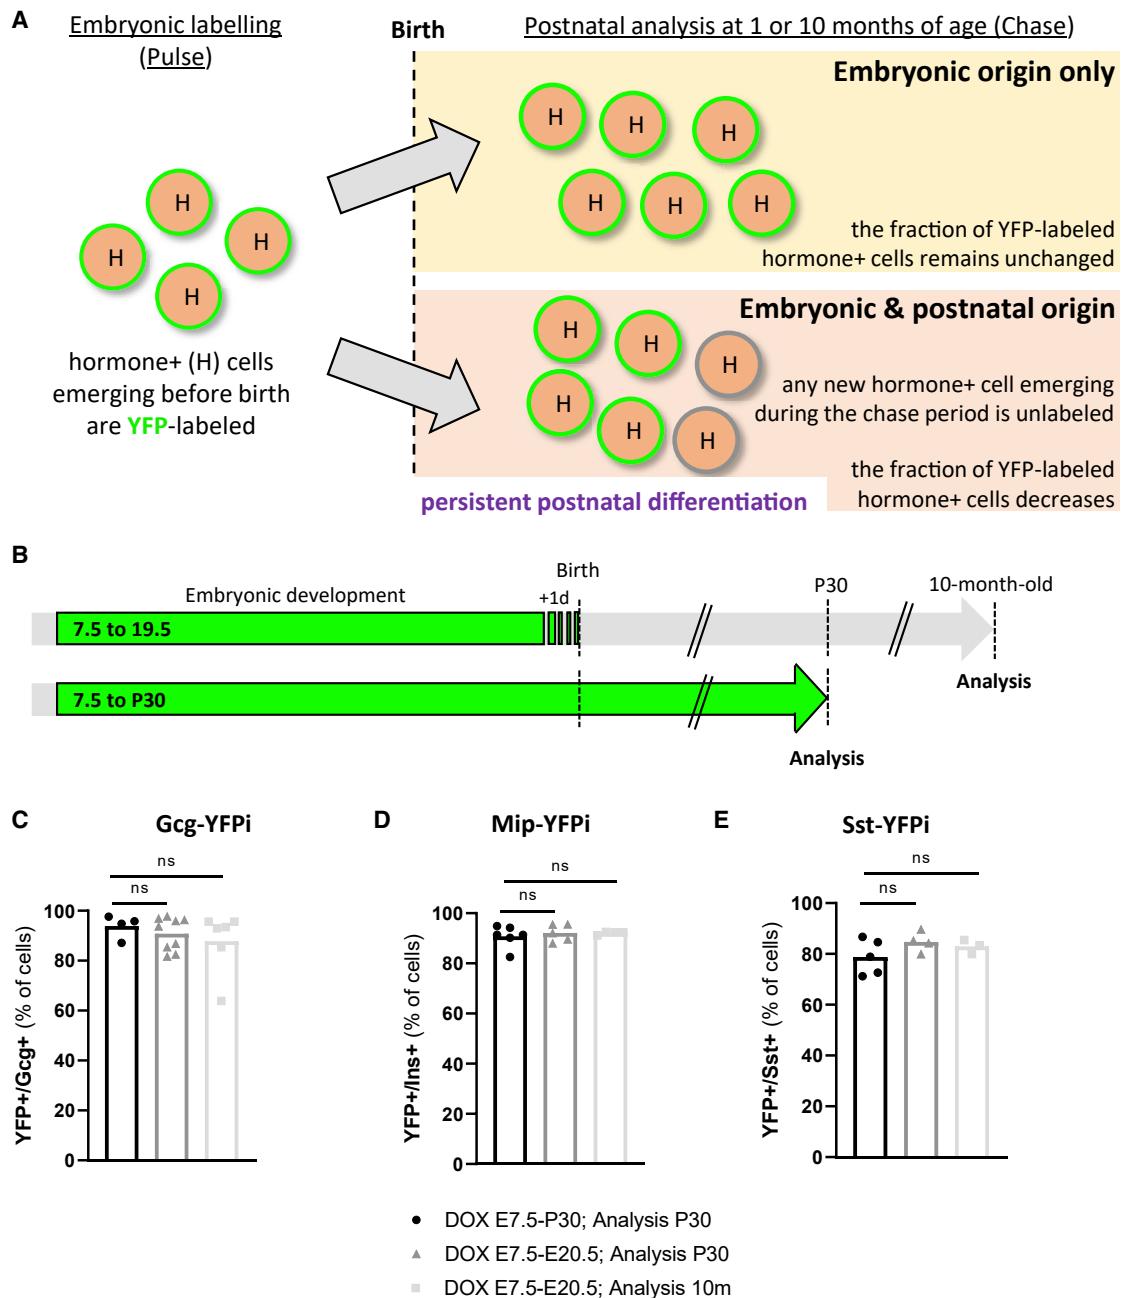 A
Embryonic labelling
(Pulse)
Birth
Postnatal analysis at 1 or 10 months of age (Chase)
Embryonic origin only
H
H
H
H
H
H
the fraction of YFP-labeled
hormone+ cells remains unchanged
H
H
H
H
hormone+ (H) cells
emerging before birth
are YFP-labeled
Embryonic & postnatal origin
H
H
H
H
H
H
any new hormone+ cell emerging
during the chase period is unlabeled
the fraction of YFP-labeled
hormone+ cells decreases
persistent postnatal differentiation
B
Embryonic development
+1d
Birth
P30
10-month-old
7.5 to 19.5
Analysis
7.5 to P30
Analysis
C
Gcg-YFPi
ns
ns
YFP+/Gcg+ (% of cells)
100
80
60
40
20
0
D
Mip-YFPi
ns
ns
YFP+/Ins+ (% of cells)
100
80
60
40
20
0
E
Sst-YFPi
ns
ns
YFP+/Sst+ (% of cells)
100
80
60
40
20
0
DOX E7.5-P30; Analysis P30
DOX E7.5-E20.5; Analysis P30
DOX E7.5-E20.5; Analysis 10m